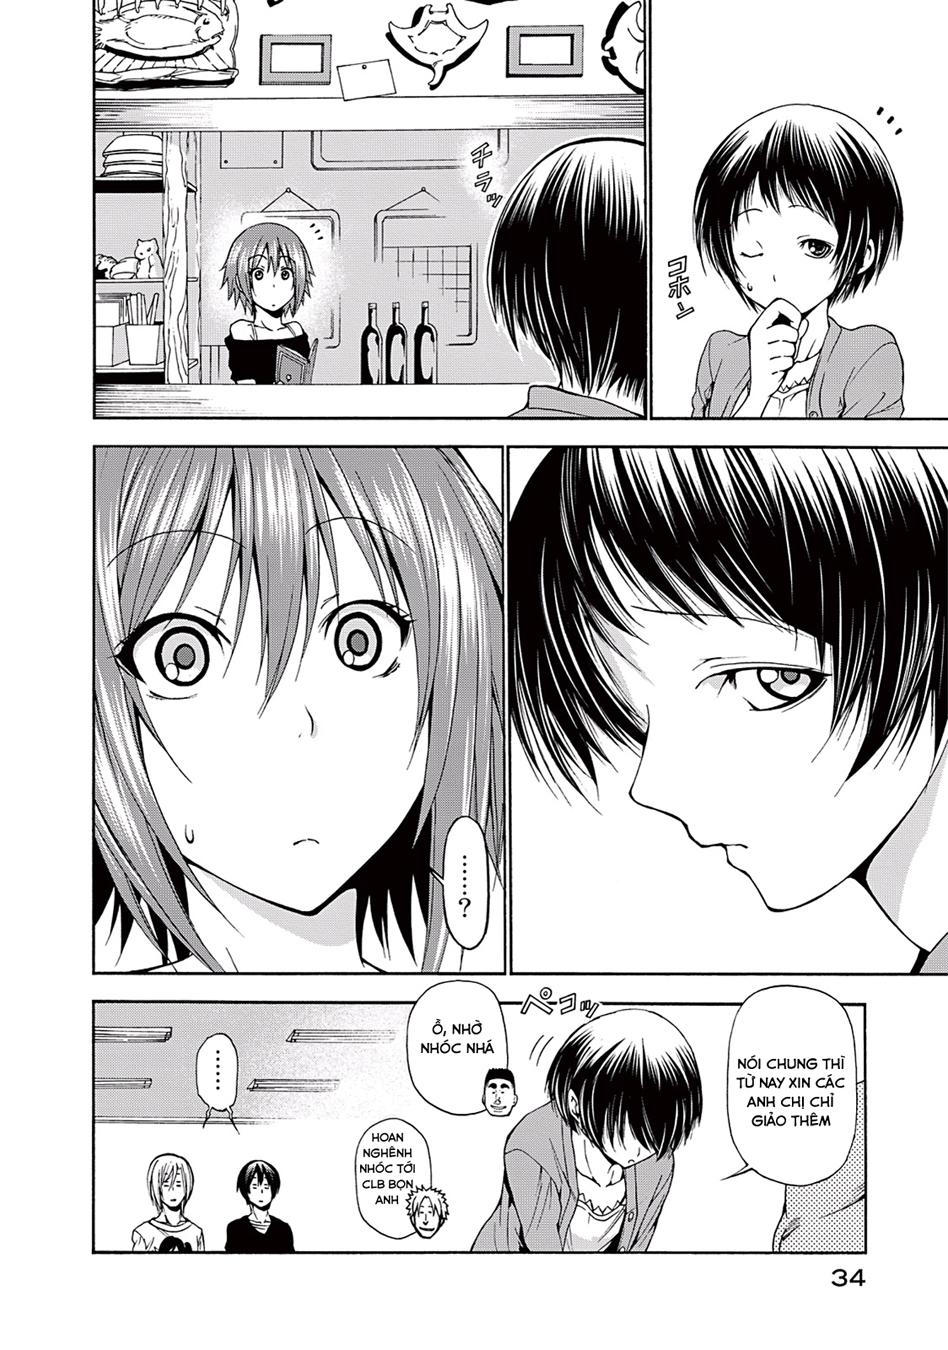 コホン
チラッ
……?
NÓI CHUNG THÌ
TỪ NAY XIN CÁC
ANH CHỊ CHỈ
GIẢO THÊM
ペコッ
Ồ, NHỜ
NHÓC NHÁ
HOAN
NGHÊNH
NHÓC TỚI
CLB BỌN
ANH
……
34